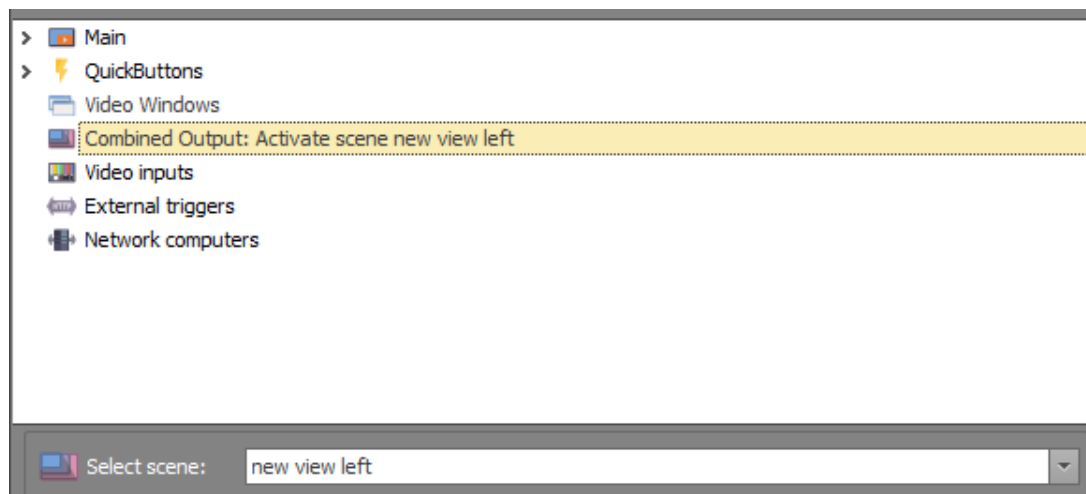 Main
QuickButtons
Video Windows
Combined Output: Activate scene new view left
Video inputs
External triggers
Network computers
Select scene: new view left